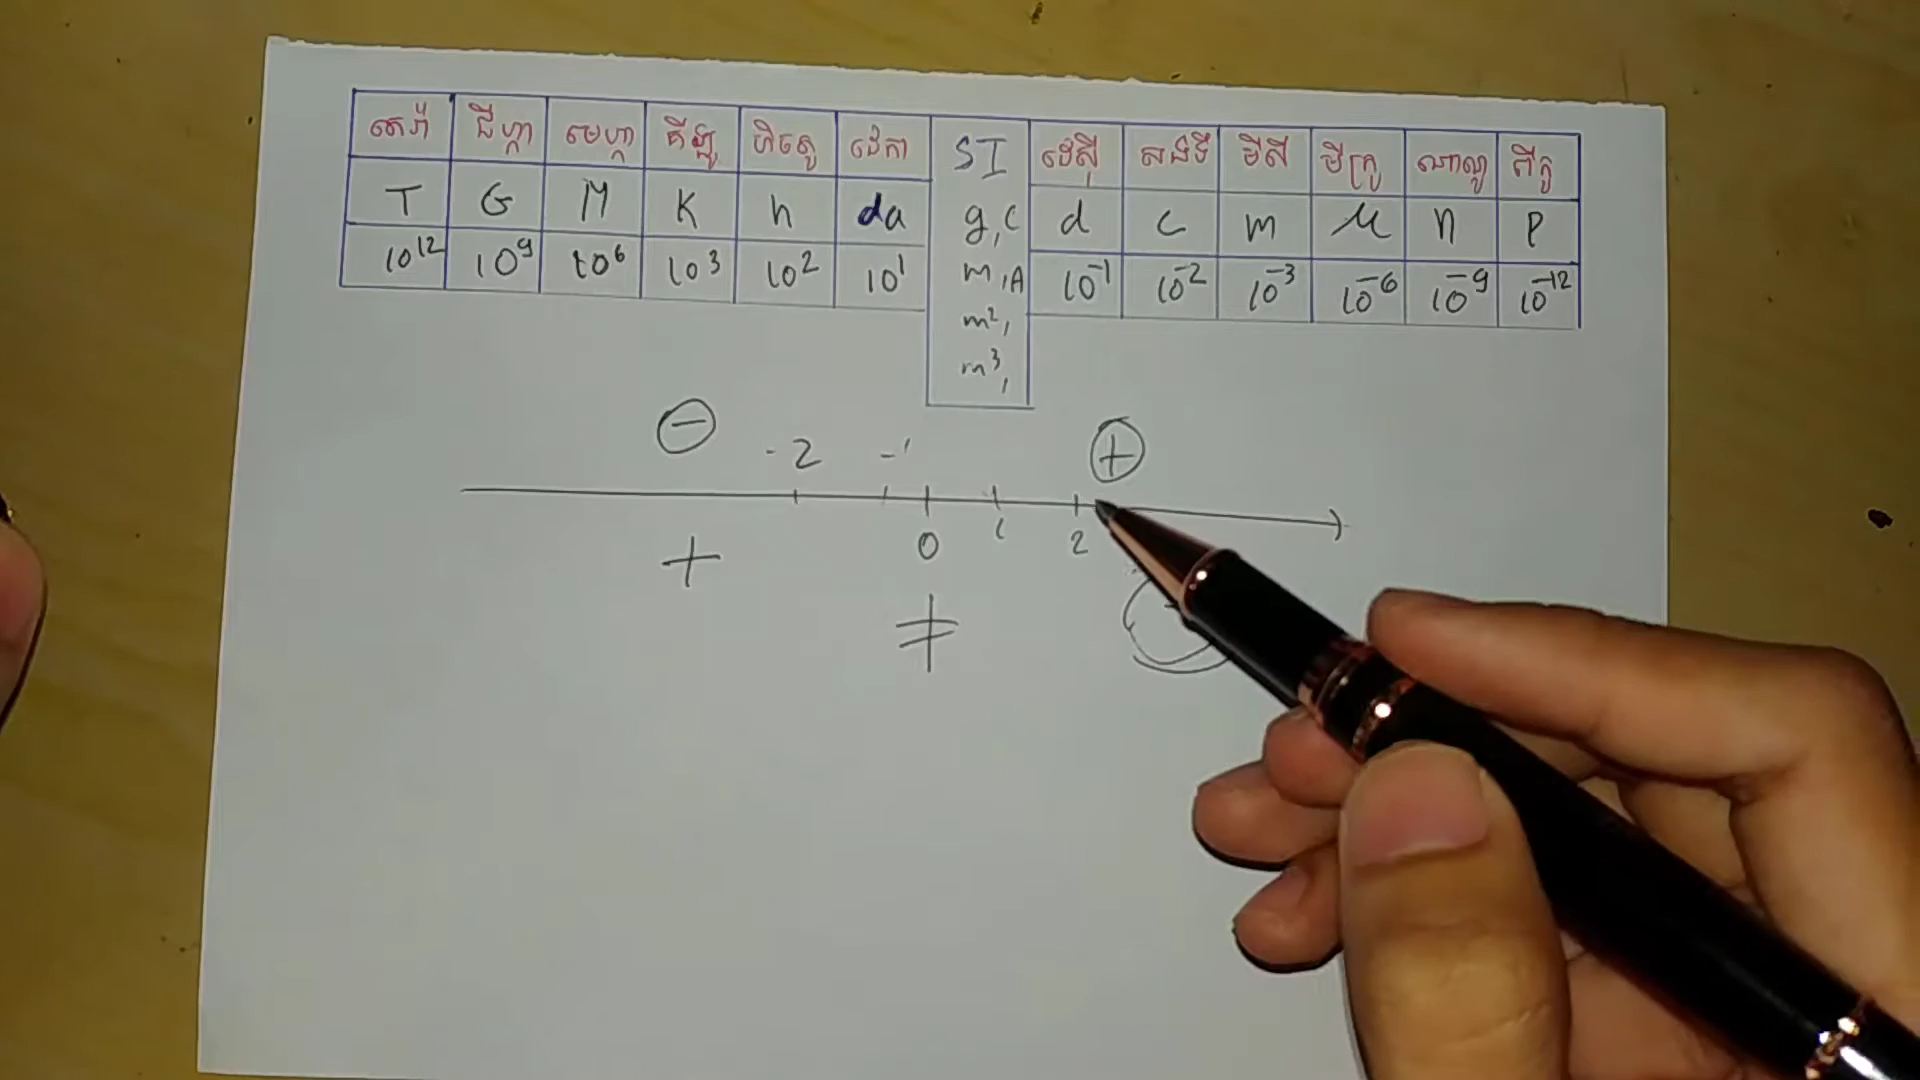 តេរ៉ា ជីហ្គា មេហ្គា គីឡូ ហិចតូ ដេកា SI ដេស៊ី សង់ទី មីលី មីក្រូ ណាណូ ពីកូ
T G M K h da g,c d c m μ n P
10¹² 10⁹ 10⁶ 10³ 10² 10¹ m,A 10⁻¹ 10⁻² 10⁻³ 10⁻⁶ 10⁻⁹ 10⁻¹²
m²,
m³,
− -2 -1 +
0 1 2
+
≠